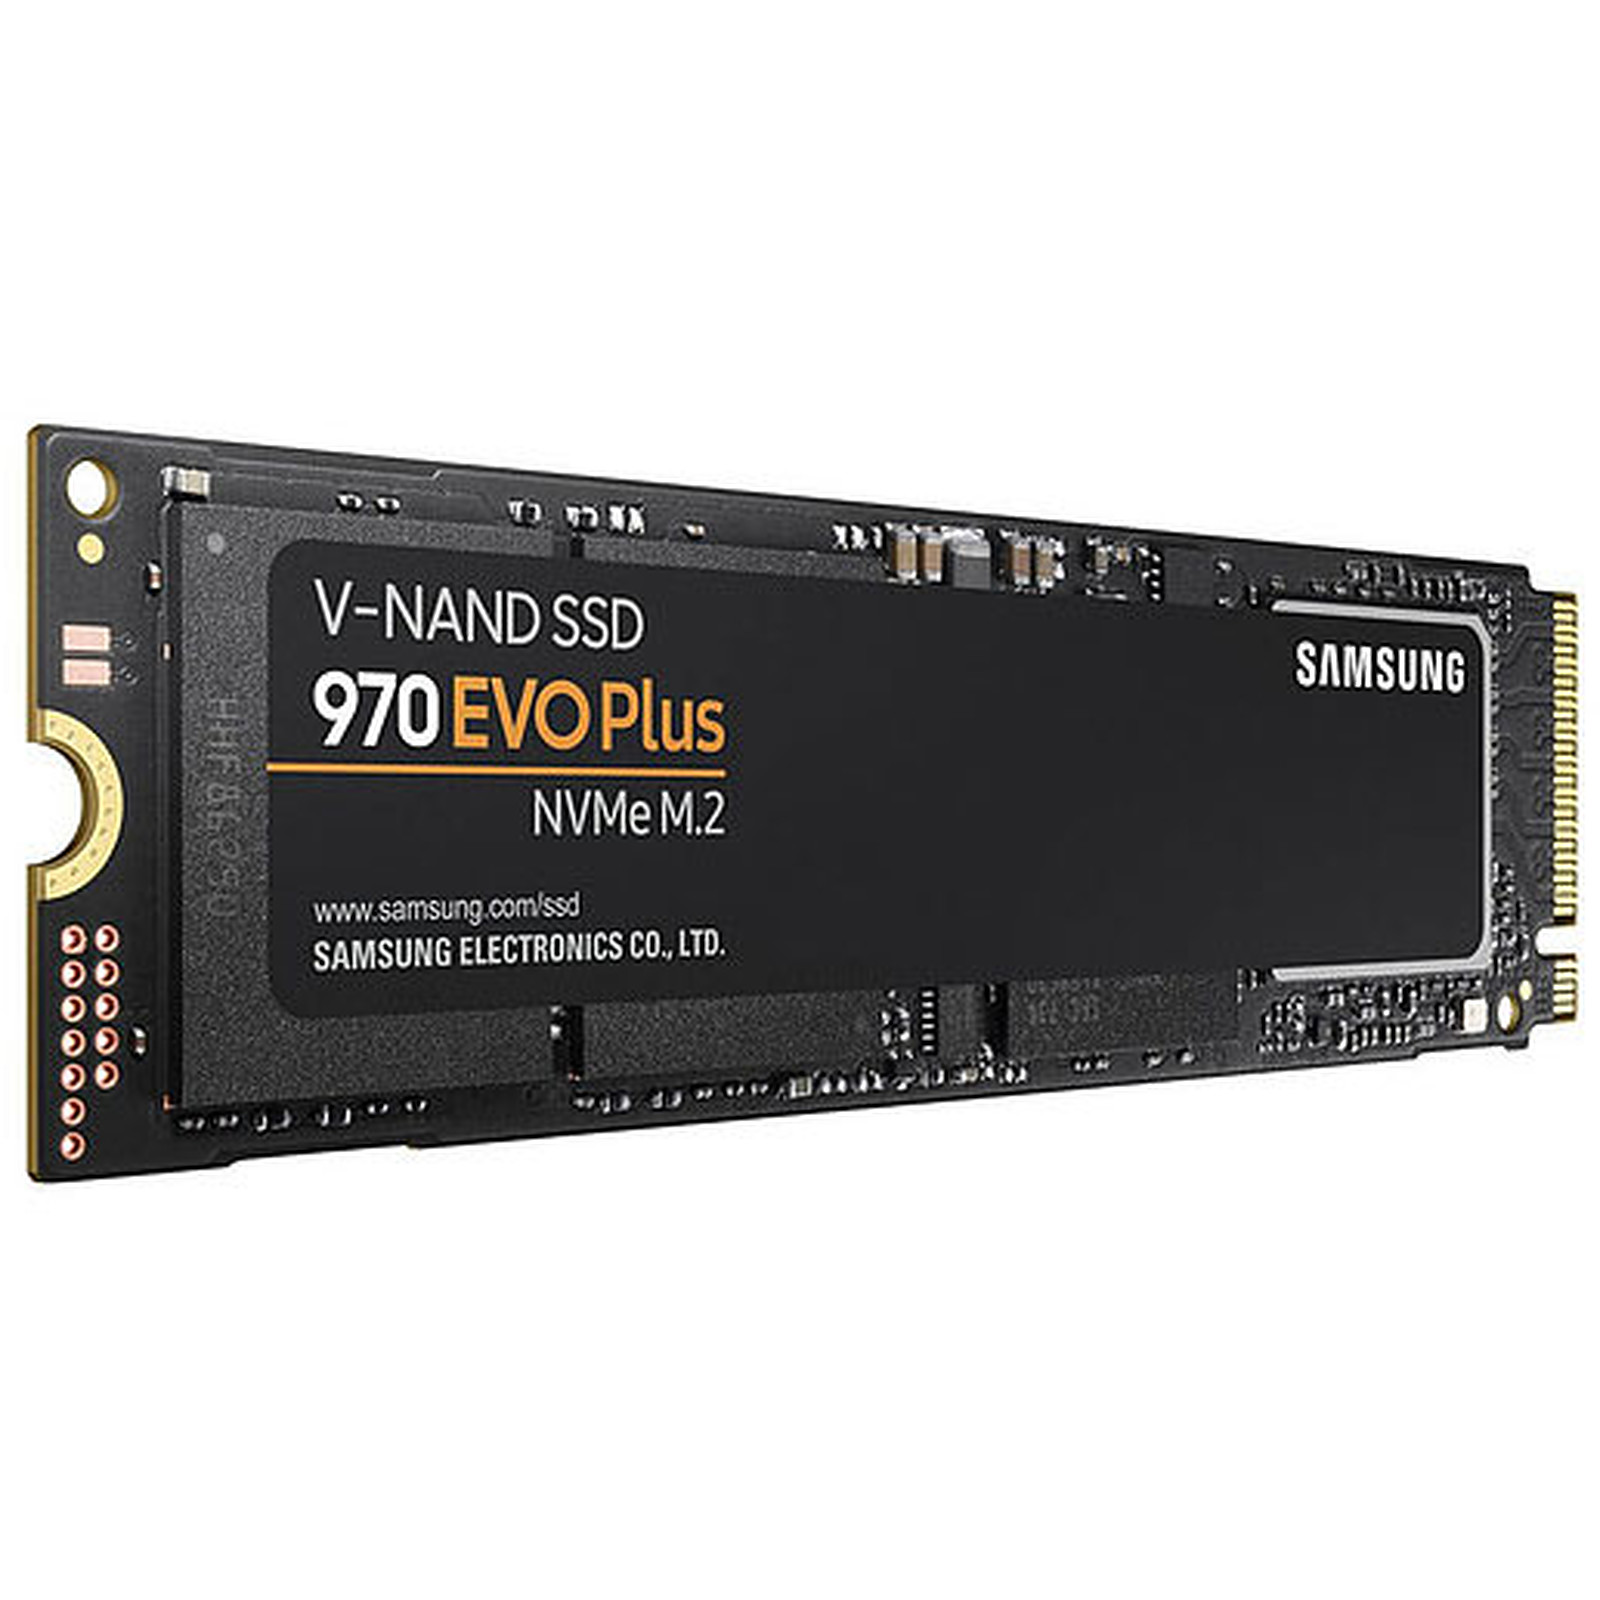 V-NAND SSD
SAMSUNG
970 EVO Plus
NVMe M.2
www.samsung.com/ssd
SAMSUNG ELECTRONICS CO., LTD.